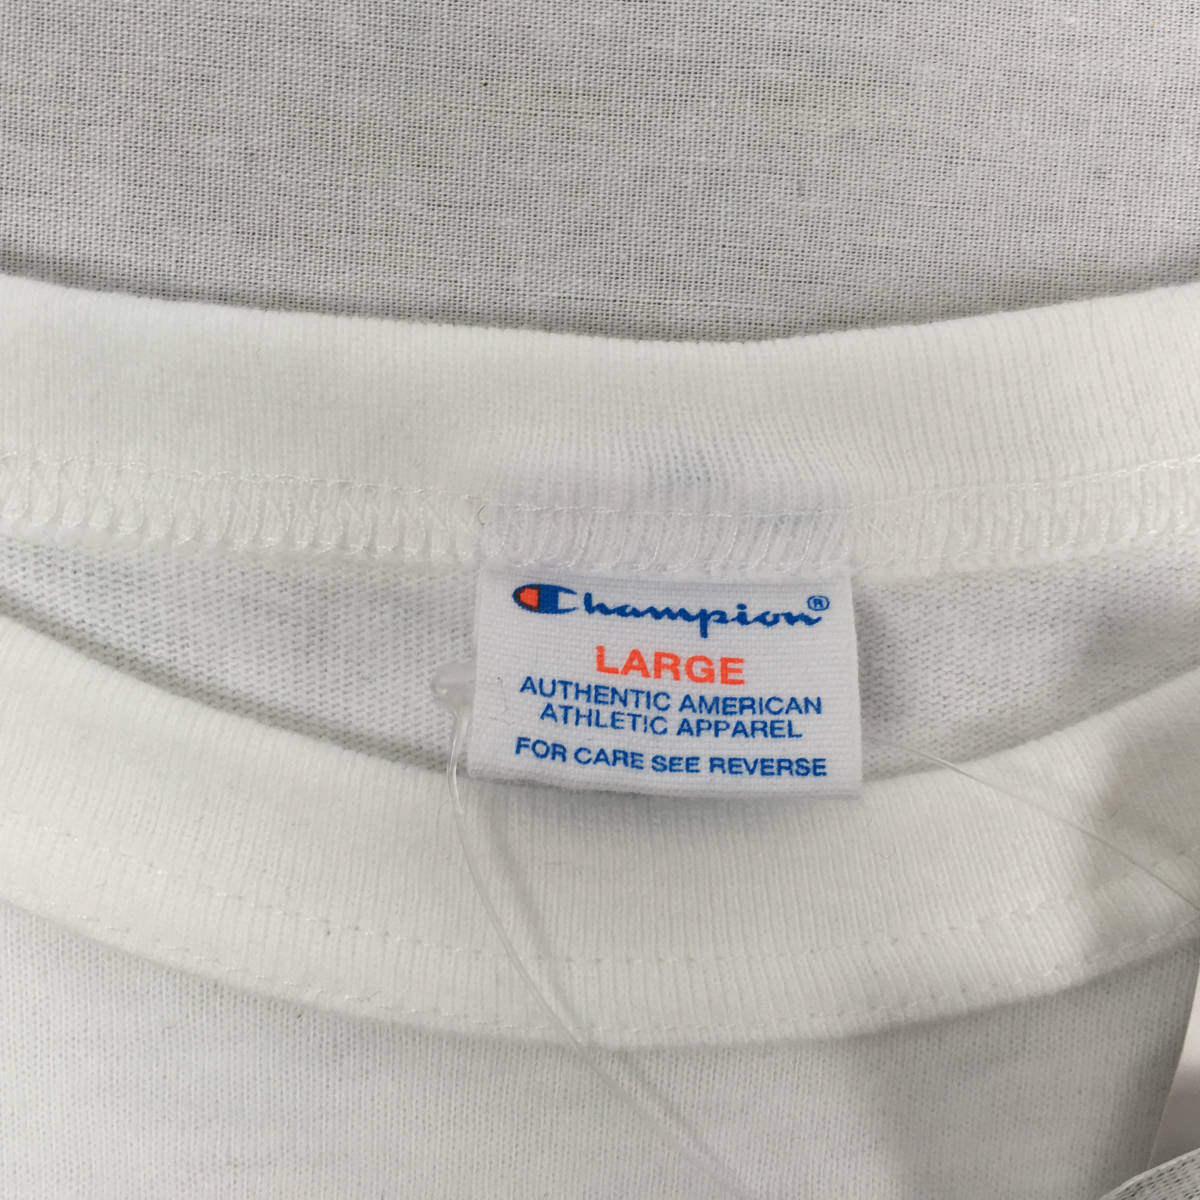 Champion®
LARGE
AUTHENTIC AMERICAN
ATHLETIC APPAREL
FOR CARE SEE REVERSE